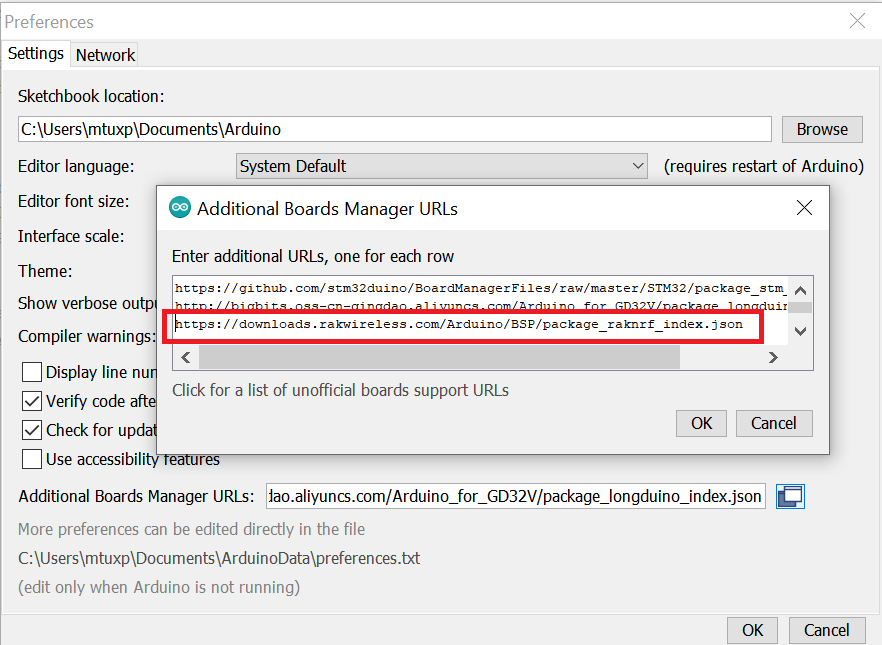 Preferences
Settings Network
Sketchbook location:
C:\Users\mtuxp\Documents\Arduino Browse
Editor language: System Default (requires restart of Arduino)
Editor font size:
Additional Boards Manager URLs
Interface scale:
Enter additional URLs, one for each row
Theme:
https://github.com/stm32duino/BoardManagerFiles/raw/master/STM32/package_stm_
Show verbose outpu
http://bigbits.oss-cn-qingdao.aliyuncs.com/Arduino_for_GD32V/package_longduin
https://downloads.rakwireless.com/Arduino/BSP/package_raknrf_index.json
Compiler warnings:
Display line num
Click for a list of unofficial boards support URLs
Verify code afte
OK Cancel
Check for updat
Use accessibility features
Additional Boards Manager URLs: dao.aliyuncs.com/Arduino_for_GD32V/package_longduino_index.json
More preferences can be edited directly in the file
C:\Users\mtuxp\Documents\ArduinoData\preferences.txt
(edit only when Arduino is not running)
OK Cancel